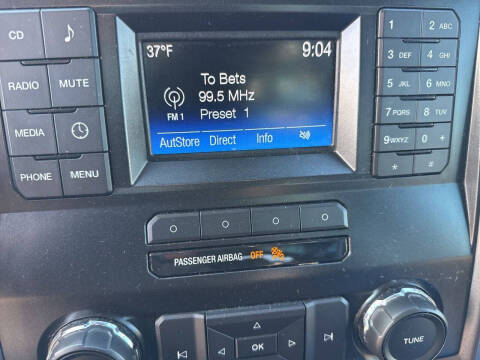 CD
RADIO MUTE
MEDIA
PHONE MENU
37°F 9:04
To Bets
99.5 MHz
FM 1
Preset 1
AutoStore Direct Info
1 2 ABC
3 DEF 4 GHI
5 JKL 6 MNO
7 PQRS 8 TUV
9 WXYZ 0 +
* #
PASSENGER AIRBAG OFF
OK
TUNE